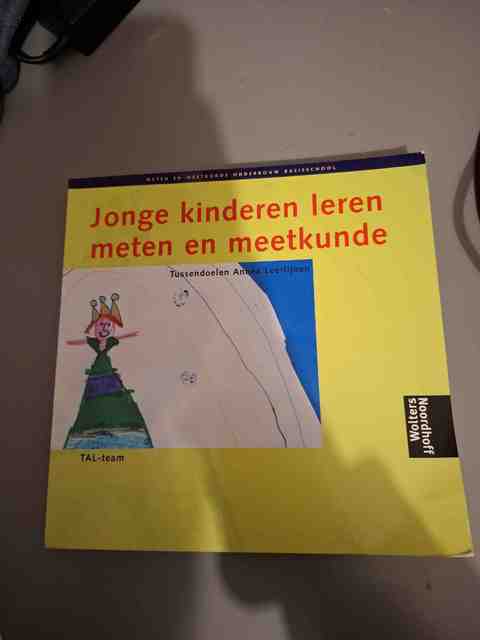 METEN EN MEETKUNDE ONDERBOUW BASISSCHOOL
Jonge kinderen leren
meten en meetkunde
Tussendoelen Annex Leerlijnen
TAL-team
Wolters
Noordhoff